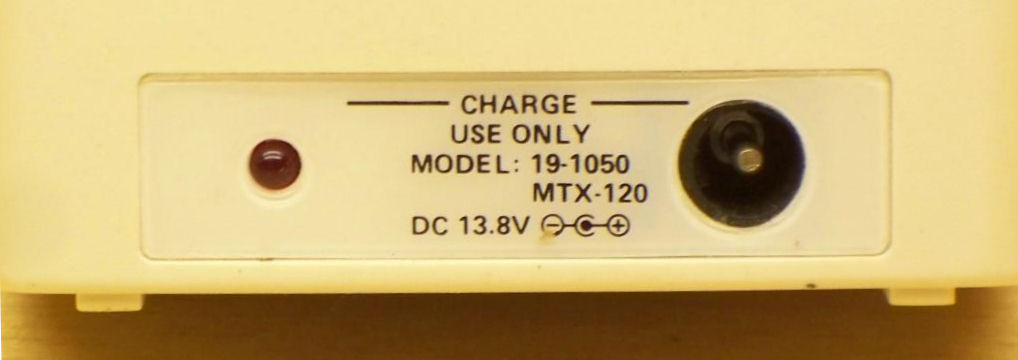 CHARGE
USE ONLY
MODEL: 19-1050
MTX-120
DC 13.8V